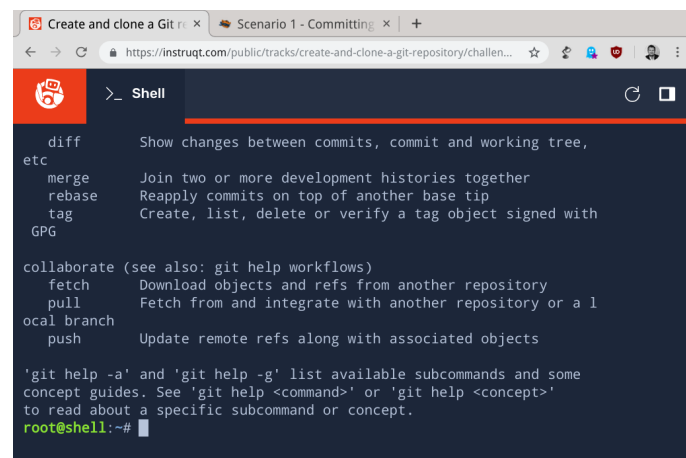 Create and clone a Git re
Scenario 1 - Committing
https://instruqt.com/public/tracks/create-and-clone-a-git-repository/challen...
>_ Shell
diff Show changes between commits, commit and working tree,
etc
merge Join two or more development histories together
rebase Reapply commits on top of another base tip
tag Create, list, delete or verify a tag object signed with
GPG
collaborate (see also: git help workflows)
fetch Download objects and refs from another repository
pull Fetch from and integrate with another repository or a l
ocal branch
push Update remote refs along with associated objects
'git help -a' and 'git help -g' list available subcommands and some
concept guides. See 'git help <command>' or 'git help <concept>'
to read about a specific subcommand or concept.
root@shell:~#